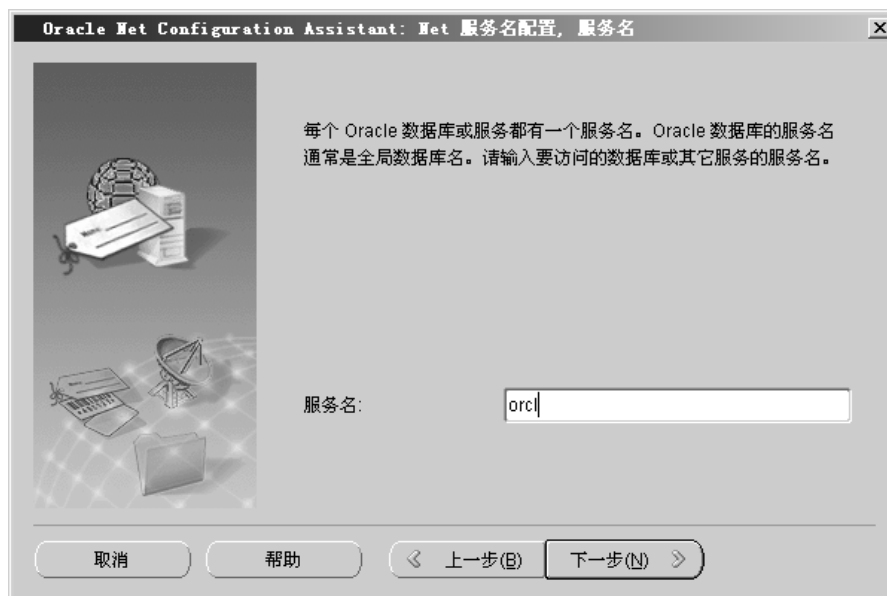 Oracle Net Configuration Assistant: Net 服务名配置, 服务名
每个 Oracle 数据库或服务都有一个服务名。Oracle 数据库的服务名
通常是全局数据库名。请输入要访问的数据库或其它服务的服务名。
服务名:
orcl
取消
帮助
上一步(B)
下一步(N)